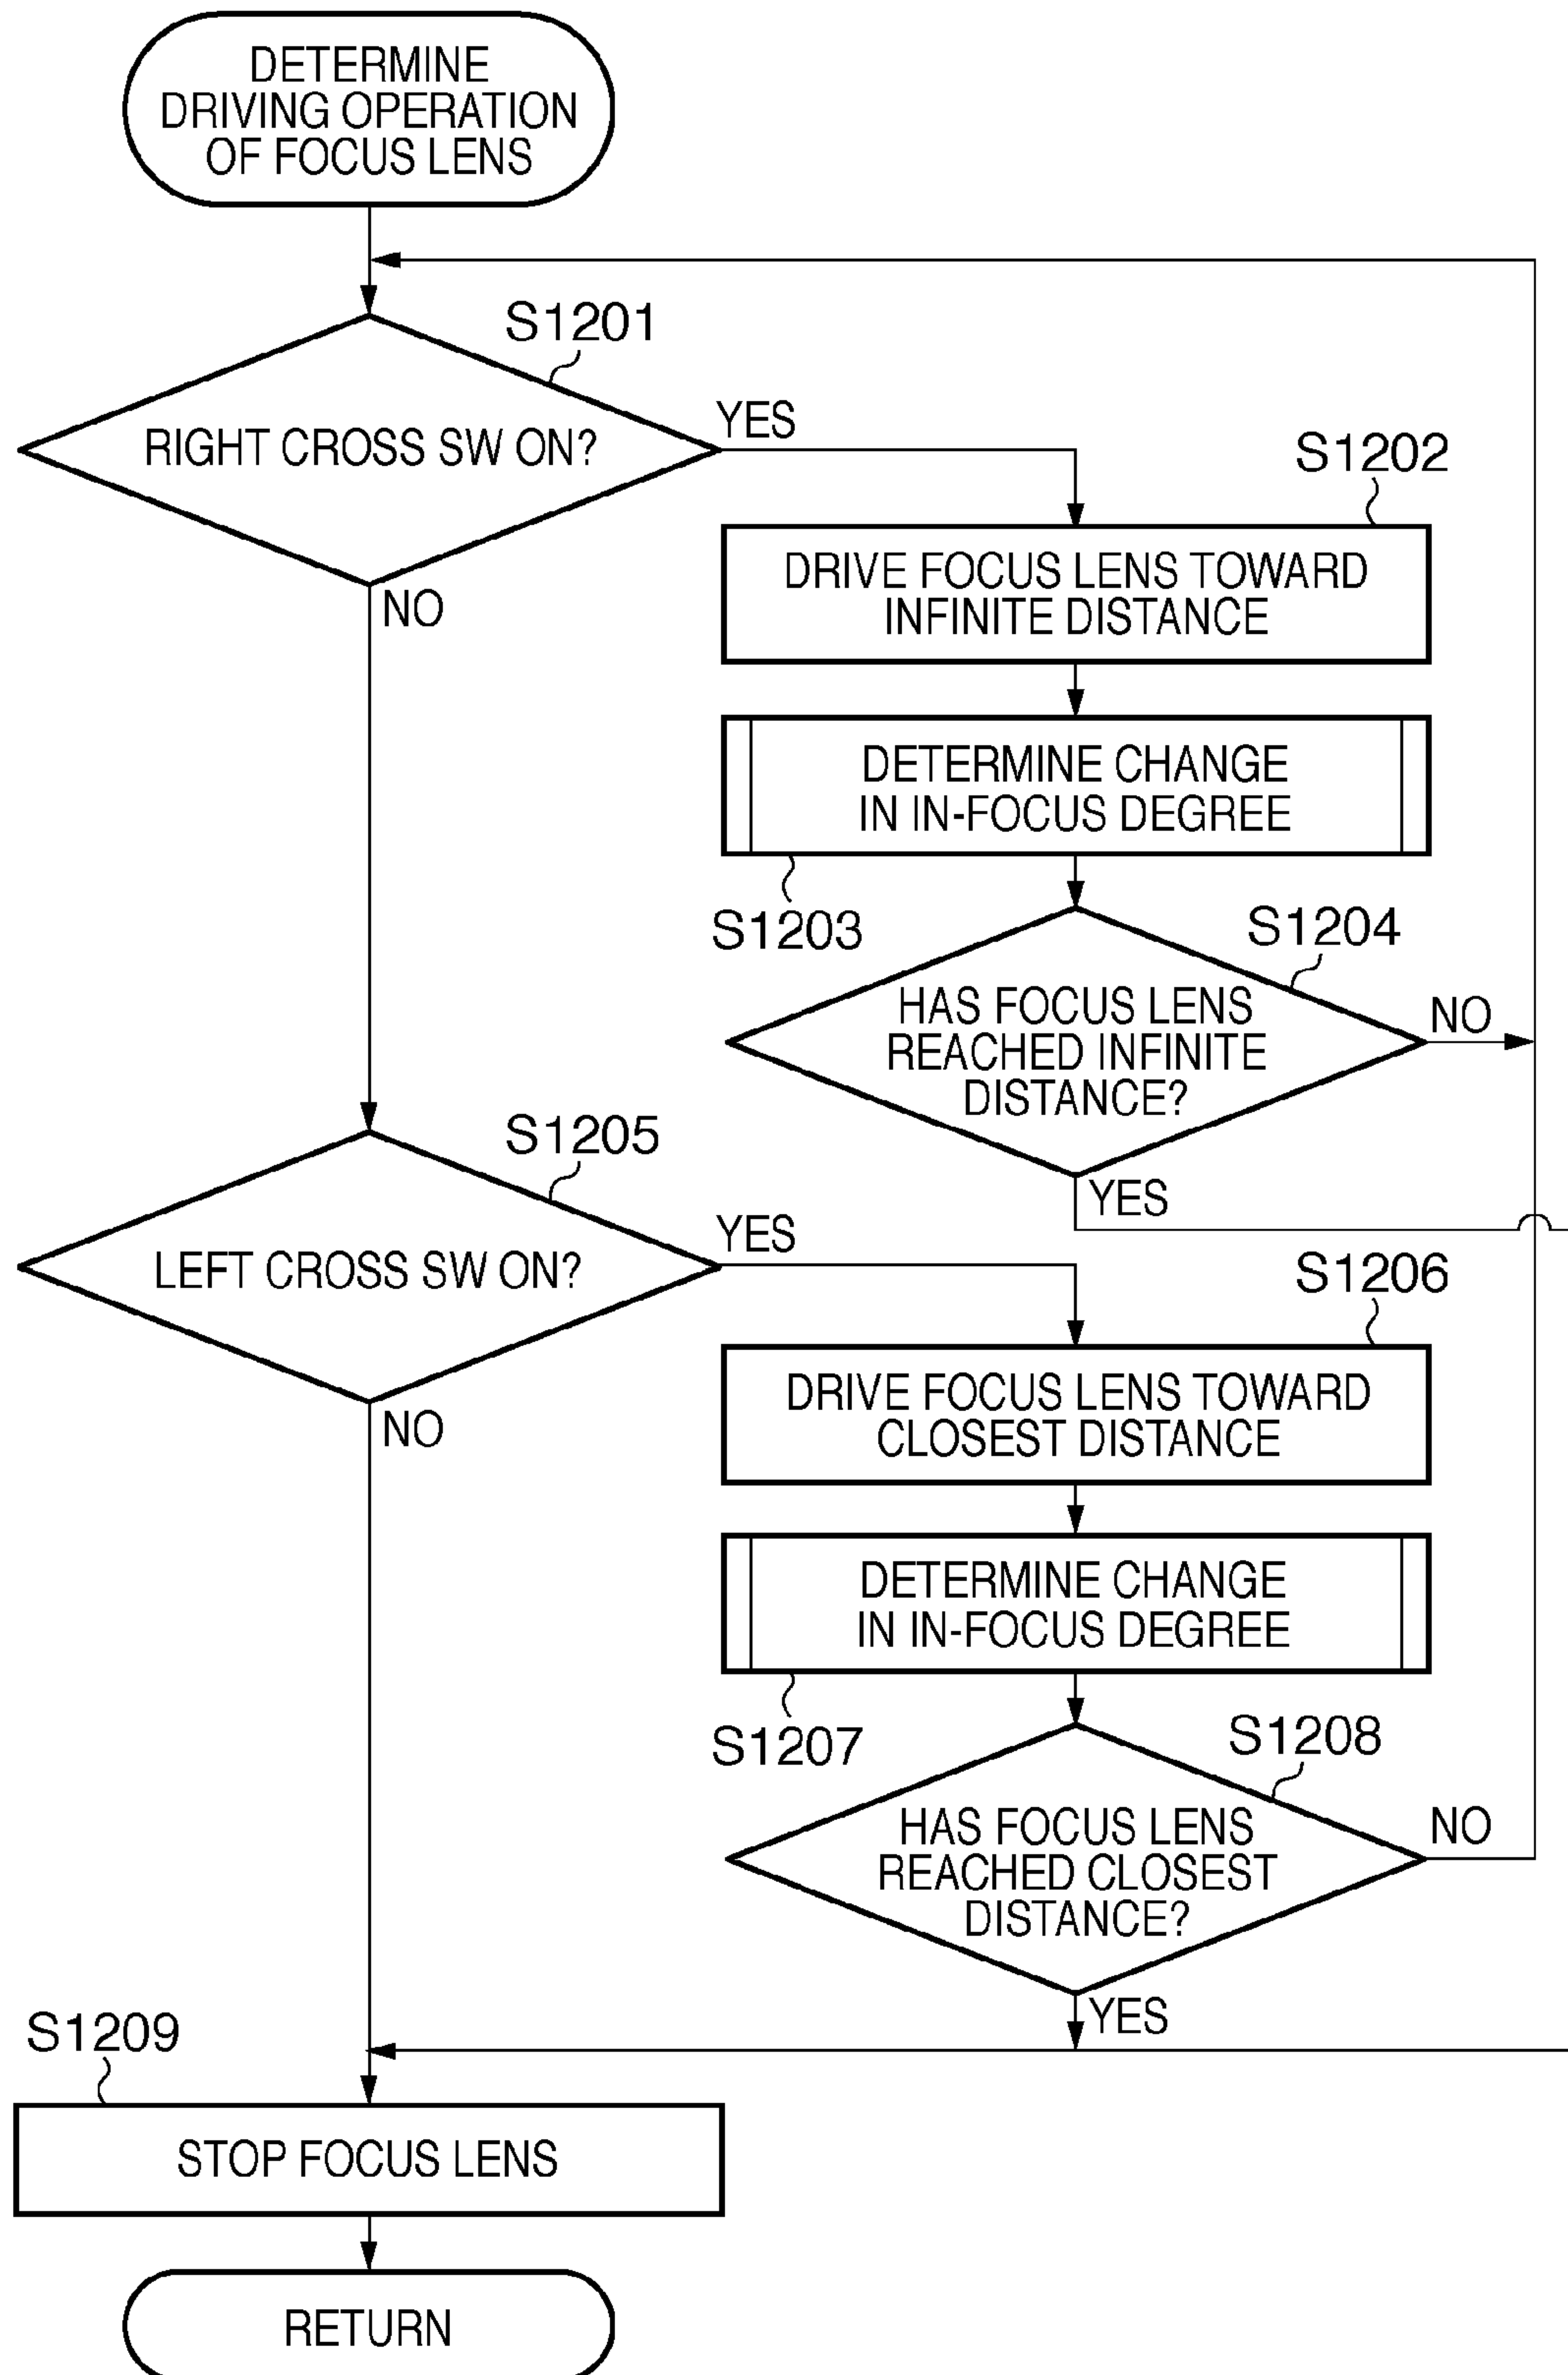 DETERMINE
DRIVING OPERATION
OF FOCUS LENS
S1201
RIGHT CROSS SW ON?
YES
NO
S1202
DRIVE FOCUS LENS TOWARD
INFINITE DISTANCE
DETERMINE CHANGE
IN IN-FOCUS DEGREE
S1203
S1204
HAS FOCUS LENS
REACHED INFINITE
DISTANCE?
NO
YES
S1205
LEFT CROSS SW ON?
YES
NO
S1206
DRIVE FOCUS LENS TOWARD
CLOSEST DISTANCE
DETERMINE CHANGE
IN IN-FOCUS DEGREE
S1207
S1208
HAS FOCUS LENS
REACHED CLOSEST
DISTANCE?
NO
YES
S1209
STOP FOCUS LENS
RETURN